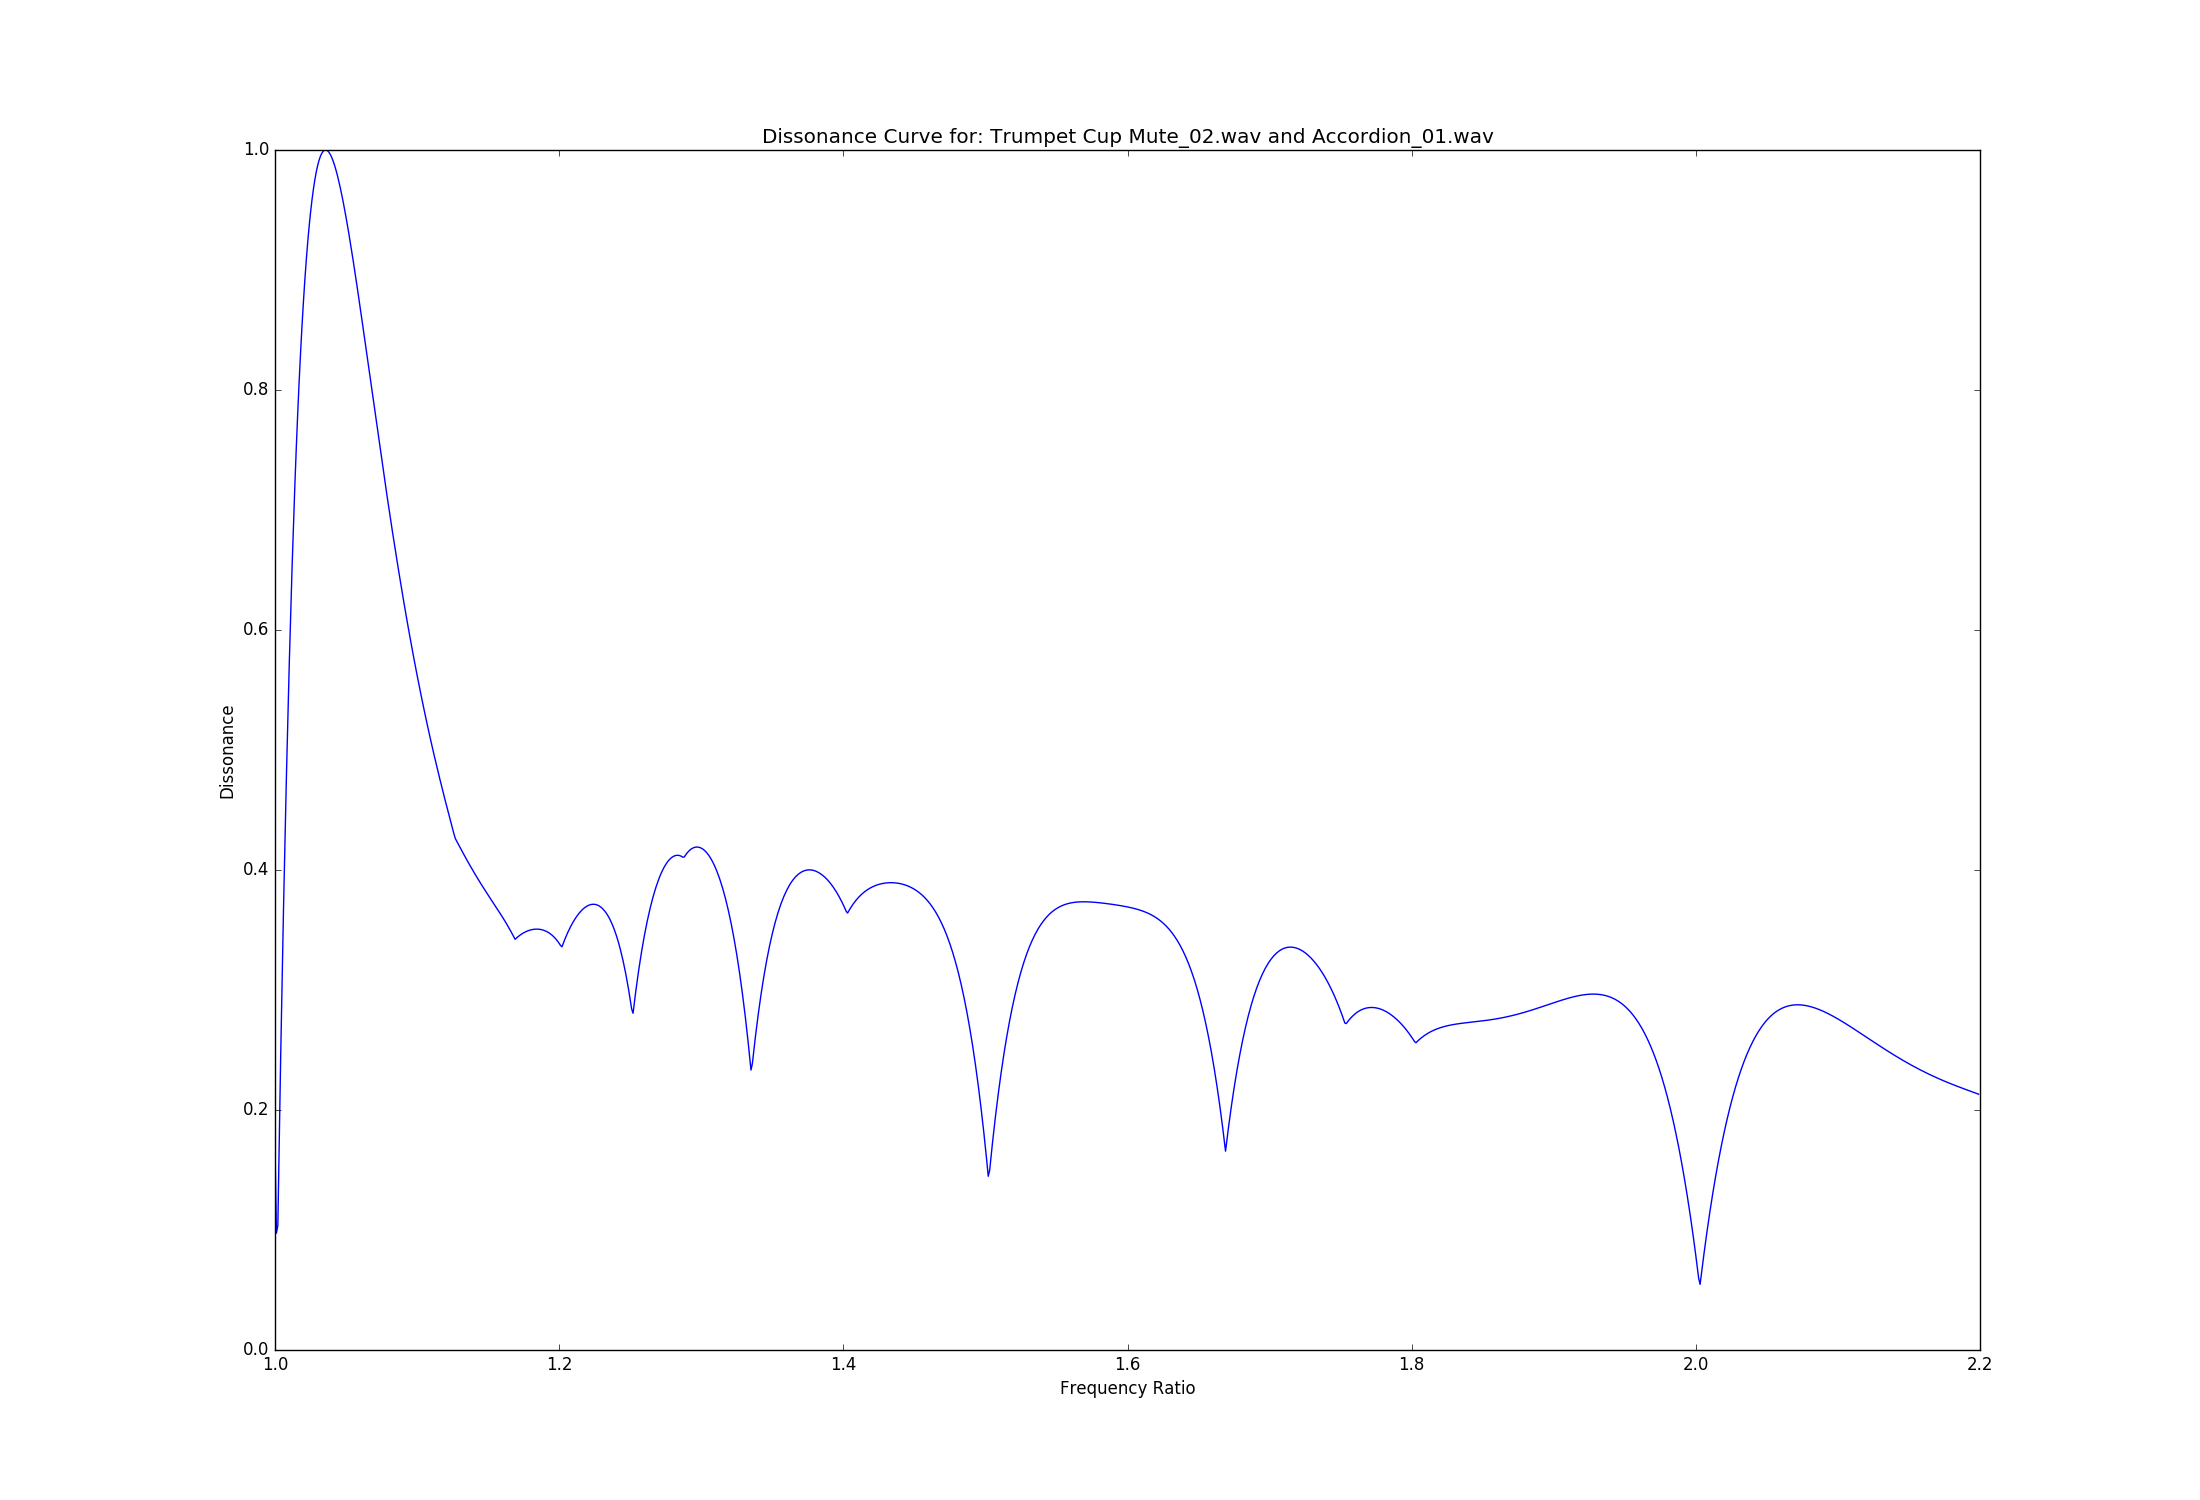 Dissonance Curve for: Trumpet Cup Mute_02.wav and Accordion_01.wav
1.0
0.8
0.6
0.4
0.2
0.0
Dissonance
1.0 1.2 1.4 1.6 1.8 2.0 2.2
Frequency Ratio